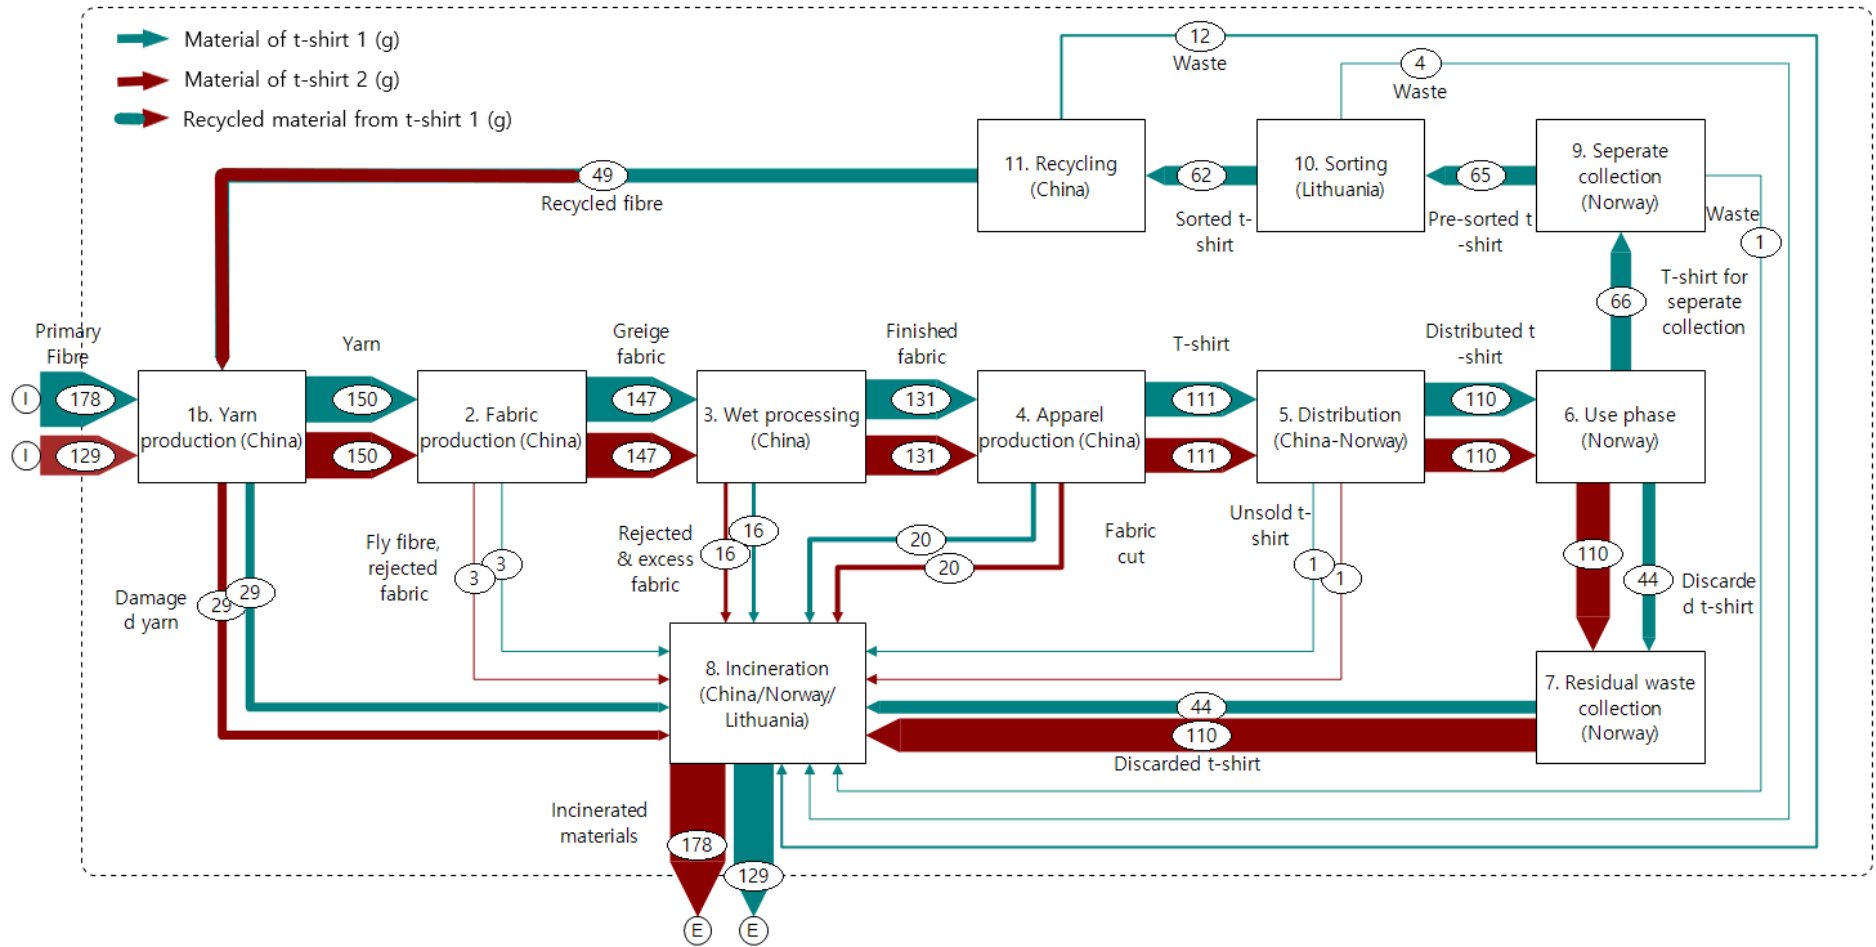 Material of t-shirt 1 (g)
Material of t-shirt 2 (g)
Recycled material from t-shirt 1 (g)
12
Waste
4
Waste
11. Recycling
(China)
10. Sorting
(Lithuania)
9. Seperate
collection
(Norway)
49
Recycled fibre
62
Sorted t-
shirt
65
Pre-sorted t
-shirt
Waste
1
66
T-shirt for
seperate
collection
Primary
Fibre
Yarn
Greige
fabric
Finished
fabric
T-shirt
Distributed t
-shirt
I
178
I
129
1b. Yarn
production (China)
150
150
2. Fabric
production (China)
147
147
3. Wet processing
(China)
131
131
4. Apparel
production (China)
111
111
5. Distribution
(China-Norway)
110
110
6. Use phase
(Norway)
Damage
d yarn
29
29
Fly fibre,
rejected
fabric
3
3
Rejected
& excess
fabric
16
16
20
20
Fabric
cut
Unsold t-
shirt
1
1
110
44
Discarde
d t-shirt
8. Incineration
(China/Norway/
Lithuania)
44
110
Discarded t-shirt
7. Residual waste
collection
(Norway)
Incinerated
materials
178
129
E
E